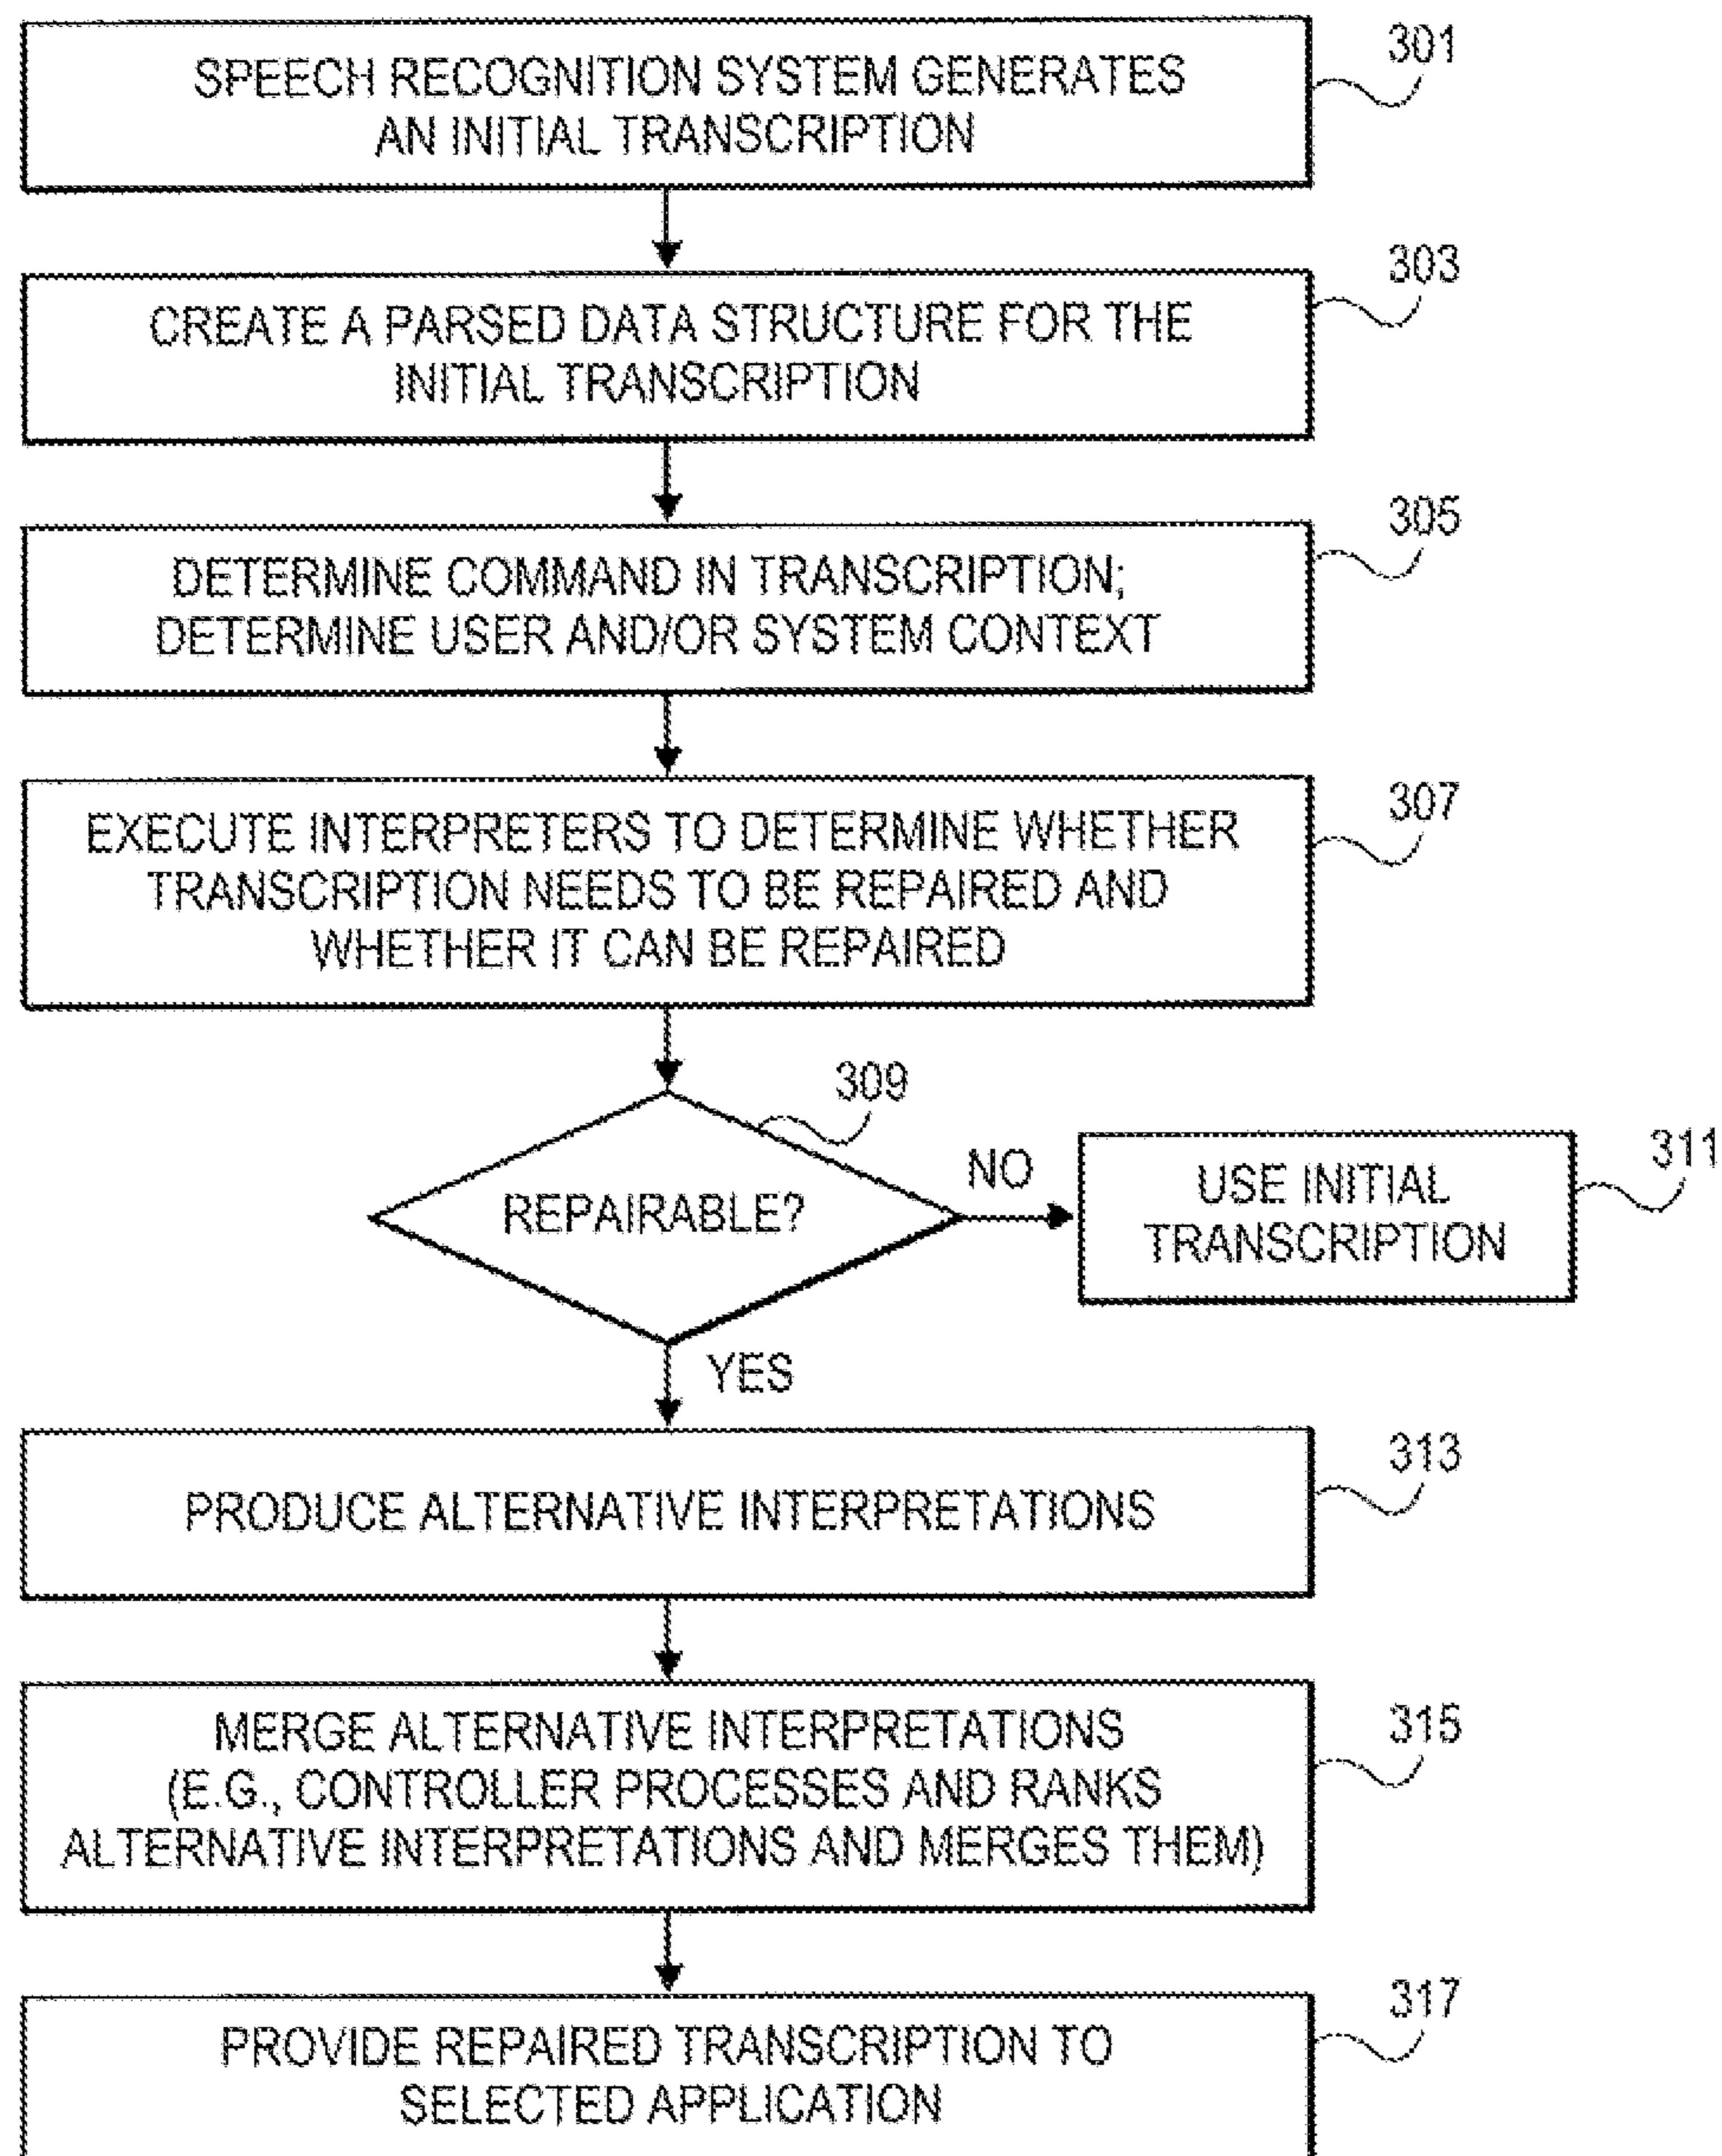 SPEECH RECOGNITION SYSTEM GENERATES
AN INITIAL TRANSCRIPTION
301
CREATE A PARSED DATA STRUCTURE FOR THE
INITIAL TRANSCRIPTION
303
DETERMINE COMMAND IN TRANSCRIPTION;
DETERMINE USER AND/OR SYSTEM CONTEXT
305
EXECUTE INTERPRETERS TO DETERMINE WHETHER
TRANSCRIPTION NEEDS TO BE REPAIRED AND
WHETHER IT CAN BE REPAIRED
307
309
REPAIRABLE?
NO
USE INITIAL
TRANSCRIPTION
311
YES
PRODUCE ALTERNATIVE INTERPRETATIONS
313
MERGE ALTERNATIVE INTERPRETATIONS
(E.G., CONTROLLER PROCESSES AND RANKS
ALTERNATIVE INTERPRETATIONS AND MERGES THEM)
315
PROVIDE REPAIRED TRANSCRIPTION TO
SELECTED APPLICATION
317